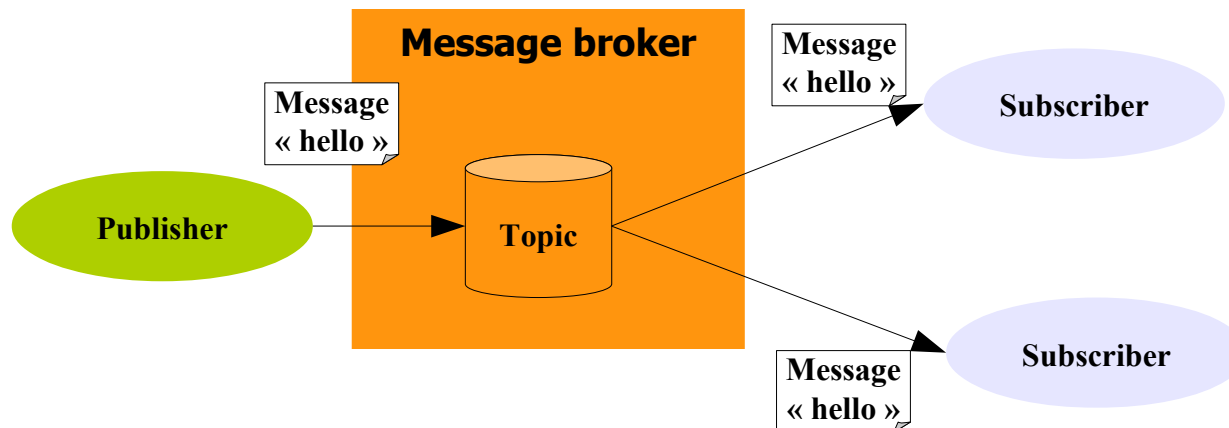 Message broker
Message
« hello »
Message
« hello »
Subscriber
Publisher
Topic
Subscriber
Message
« hello »